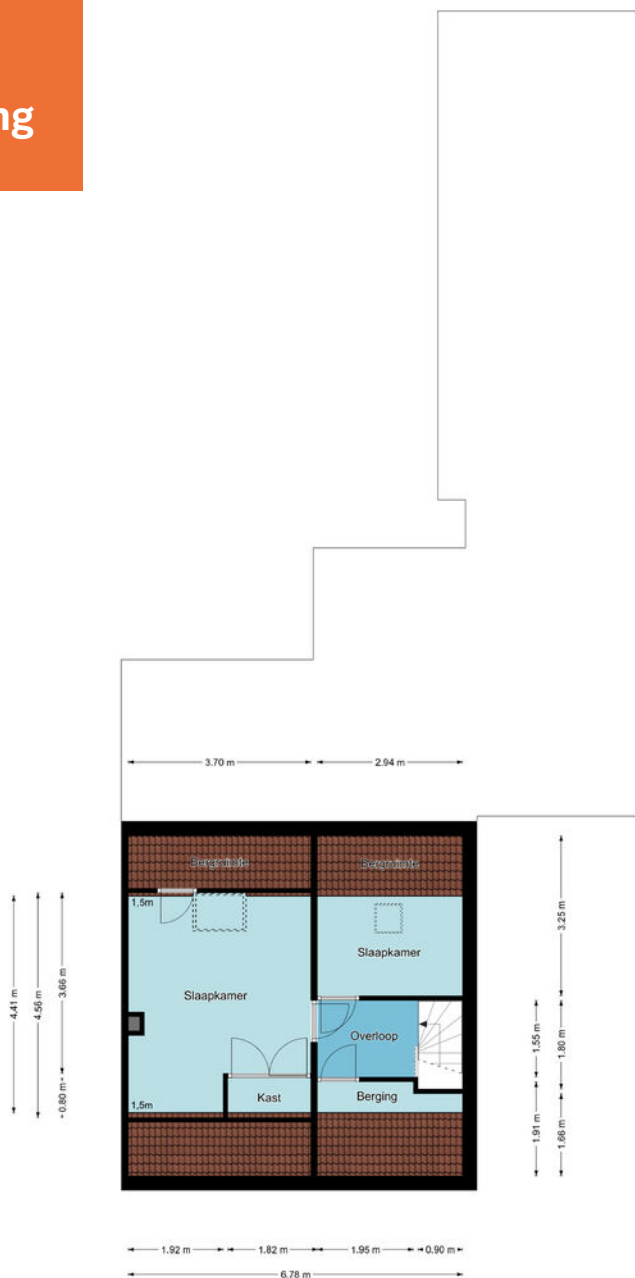 ng
3.70 m
2.94 m
Bergruimte
Bergruimte
1,5m
Slaapkamer
Slaapkamer
Overloop
Kast
Berging
1,5m
4.41 m
4.56 m
3.66 m
0.80 m
3.25 m
1.55 m
1.80 m
1.91 m
1.66 m
1.92 m
1.82 m
1.95 m
0.90 m
6.78 m